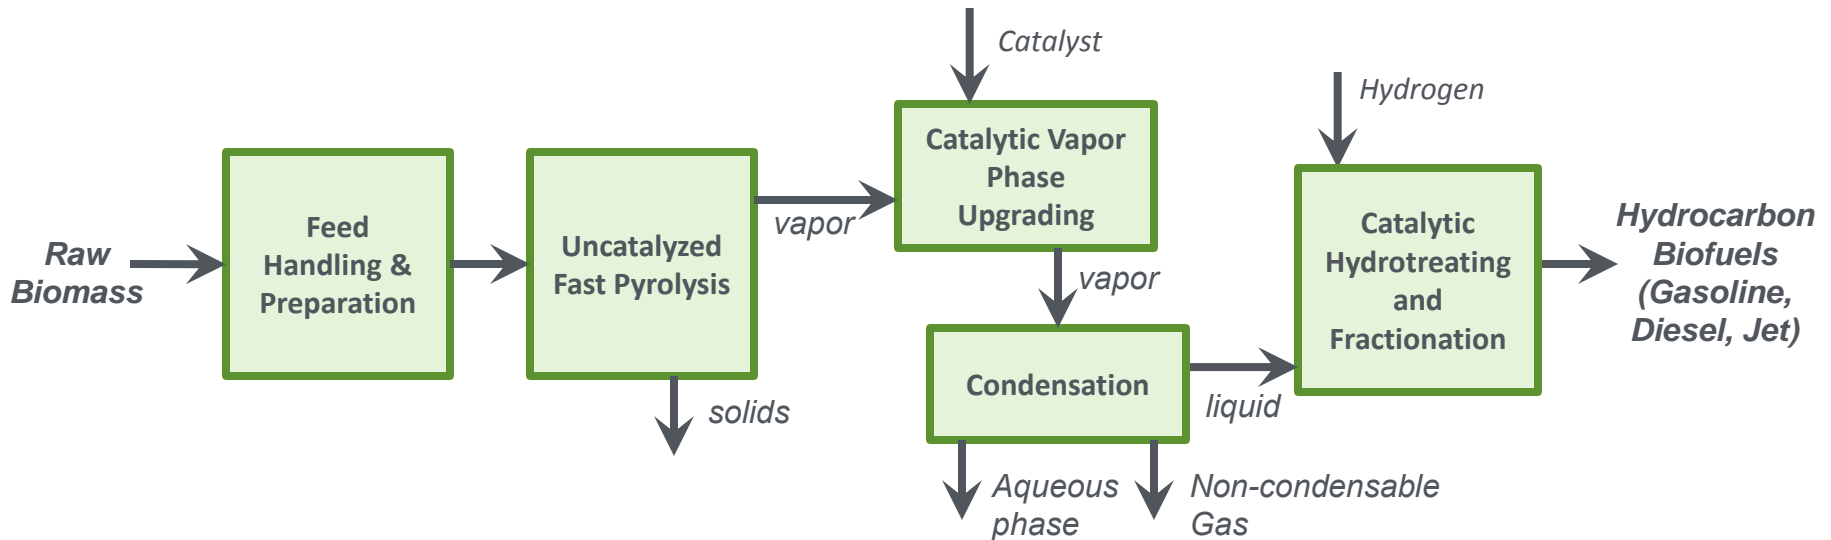 Catalyst
Hydrogen
Raw
Biomass
Feed
Handling &
Preparation
Uncatalyzed
Fast Pyrolysis
solids
vapor
Catalytic Vapor
Phase
Upgrading
vapor
Condensation
Aqueous
phase
Non-condensable
Gas
liquid
Catalytic
Hydrotreating
and
Fractionation
Hydrocarbon
Biofuels
(Gasoline,
Diesel, Jet)